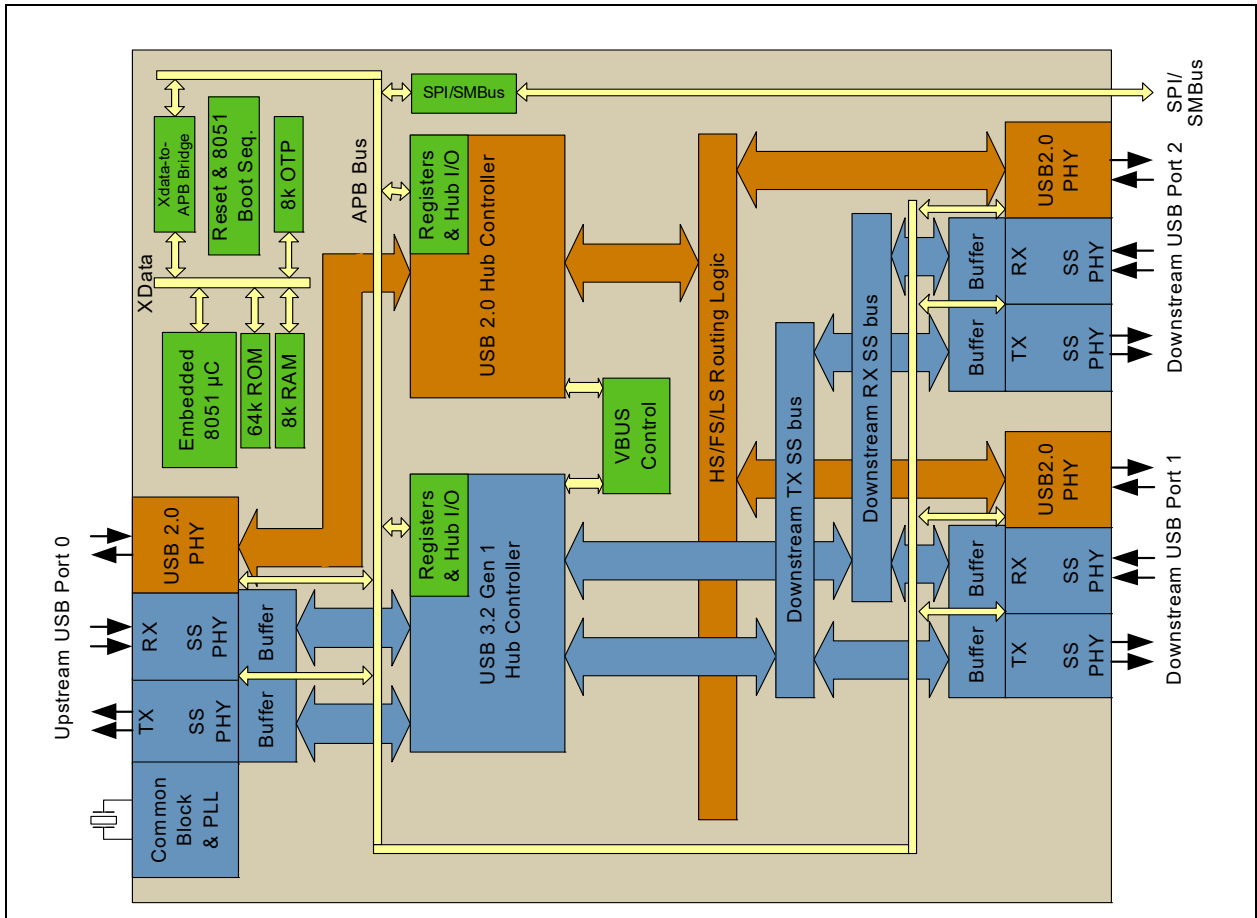 SPI/SMBus
SPI/
SMBus
Xdata-to-
APB Bridge
Reset & 8051
Boot Seq.
8k OTP
APB Bus
XData
Embedded
8051 µC
64k ROM
8k RAM
Registers
& Hub I/O
USB 2.0 Hub Controller
VBUS
Control
Registers
& Hub I/O
USB 3.2 Gen 1
Hub Controller
HS/FS/LS Routing Logic
Downstream TX SS bus
Downstream RX SS bus
USB2.0
PHY
Buffer
RX
SS
PHY
Buffer
TX
SS
PHY
Downstream USB Port 2
USB2.0
PHY
Buffer
RX
SS
PHY
Buffer
TX
SS
PHY
Downstream USB Port 1
Upstream USB Port 0
USB 2.0
PHY
RX
SS
PHY
Buffer
TX
SS
PHY
Buffer
Common
Block
& PLL